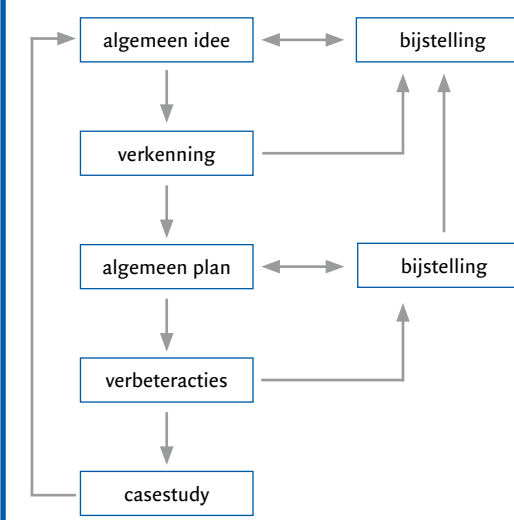 algemeen idee
bijstelling
verkenning
algemeen plan
bijstelling
verbeteracties
casestudy